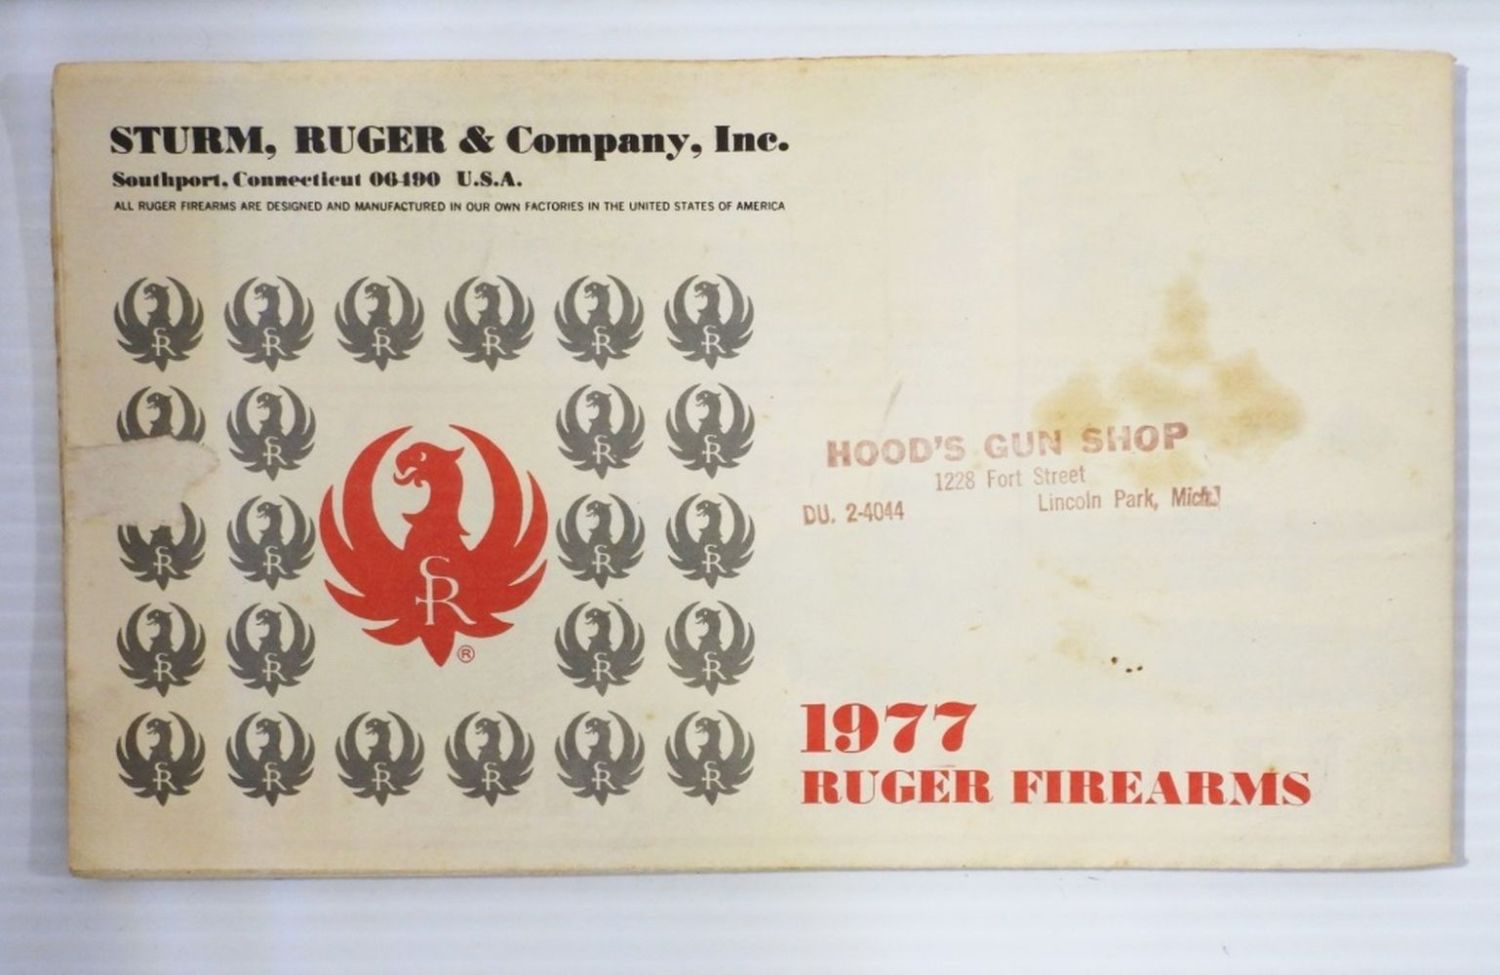 STURM, RUGER & Company, Inc.
Southport, Connecticut 06490 U.S.A.
ALL RUGER FIREARMS ARE DESIGNED AND MANUFACTURED IN OUR OWN FACTORIES IN THE UNITED STATES OF AMERICA
SR
®
HOOD'S GUN SHOP
1228 Fort Street
DU. 2-4044 Lincoln Park, Mich.
1977
RUGER FIREARMS